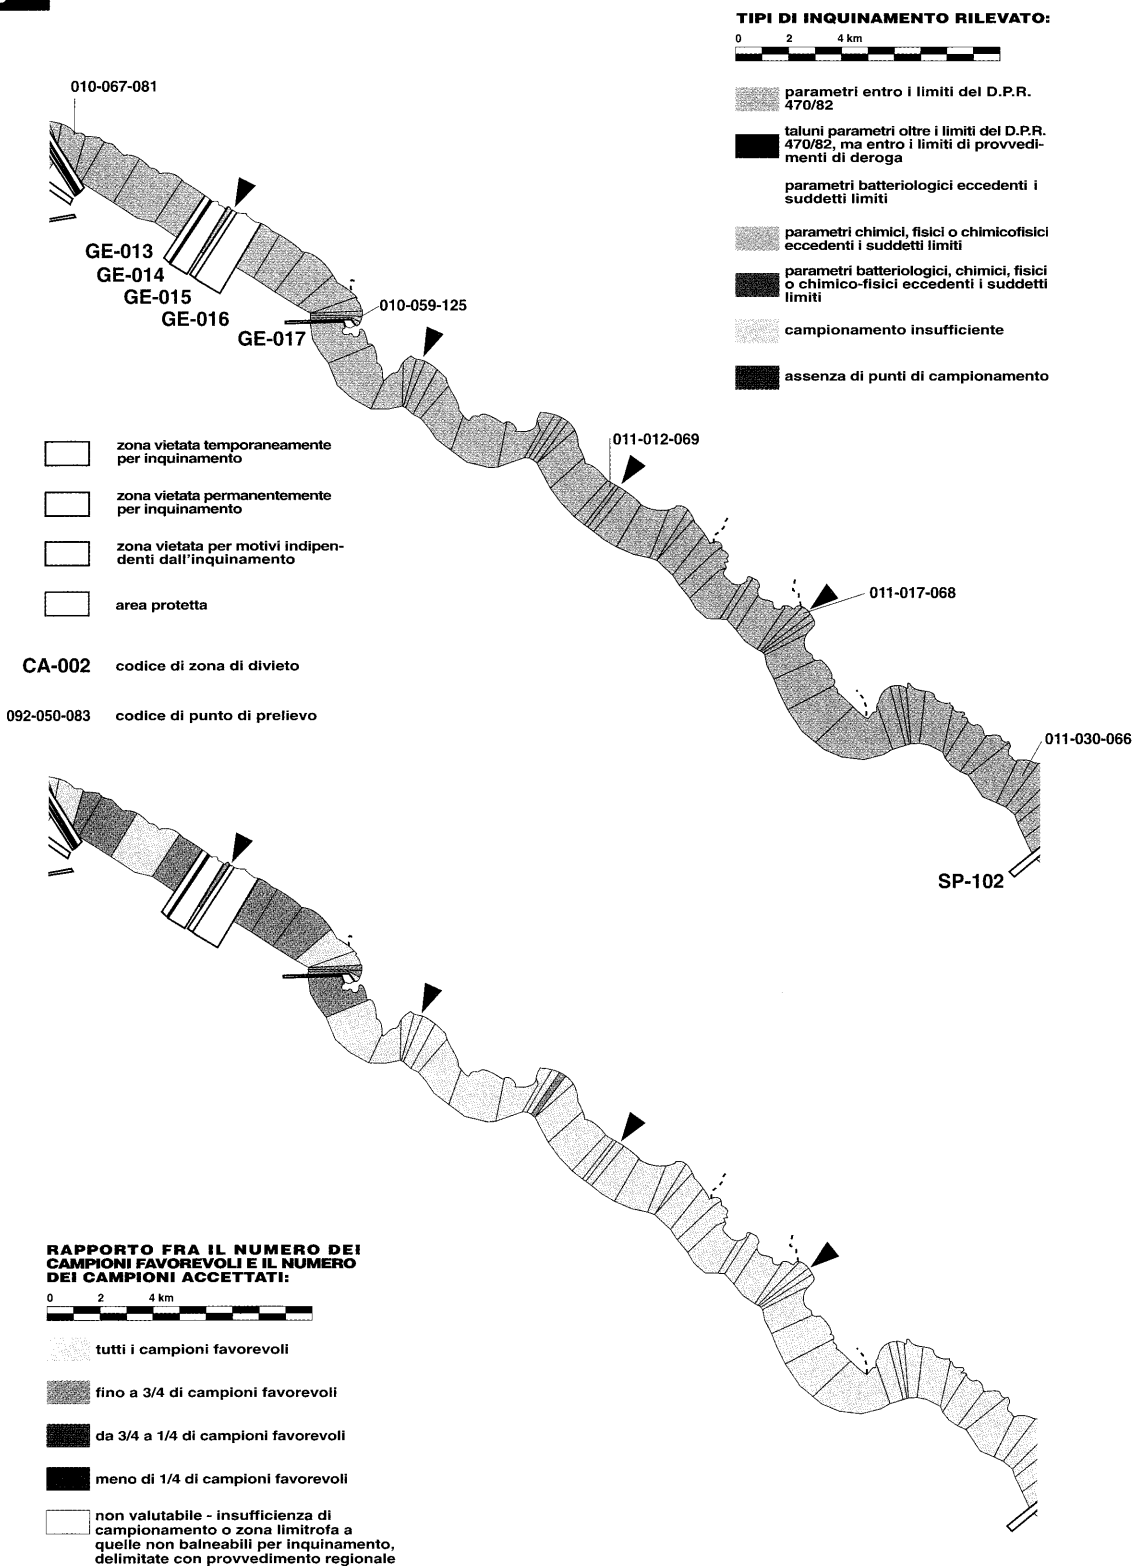 TIPI DI INQUINAMENTO RILEVATO:
0 2 4 km
parametri entro i limiti del D.P.R.
470/82
taluni parametri oltre i limiti del D.P.R.
470/82, ma entro i limiti di provvedi-
menti di deroga
parametri batteriologici eccedenti i
suddetti limiti
parametri chimici, fisici o chimicofisici
eccedenti i suddetti limiti
parametri batteriologici, chimici, fisici
o chimico-fisici eccedenti i suddetti
limiti
campionamento insufficiente
assenza di punti di campionamento
010-067-081
GE-013
GE-014
GE-015
GE-016
GE-017
010-059-125
011-012-069
011-017-068
011-030-066
SP-102
zona vietata temporaneamente
per inquinamento
zona vietata permanentemente
per inquinamento
zona vietata per motivi indipen-
denti dall'inquinamento
area protetta
CA-002 codice di zona di divieto
092-050-083 codice di punto di prelievo
RAPPORTO FRA IL NUMERO DEI
CAMPIONI FAVOREVOLI E IL NUMERO
DEI CAMPIONI ACCETTATI:
0 2 4 km
tutti i campioni favorevoli
fino a 3/4 di campioni favorevoli
da 3/4 a 1/4 di campioni favorevoli
meno di 1/4 di campioni favorevoli
non valutabile - insufficienza di
campionamento o zona limitrofa a
quelle non balneabili per inquinamento,
delimitate con provvedimento regionale